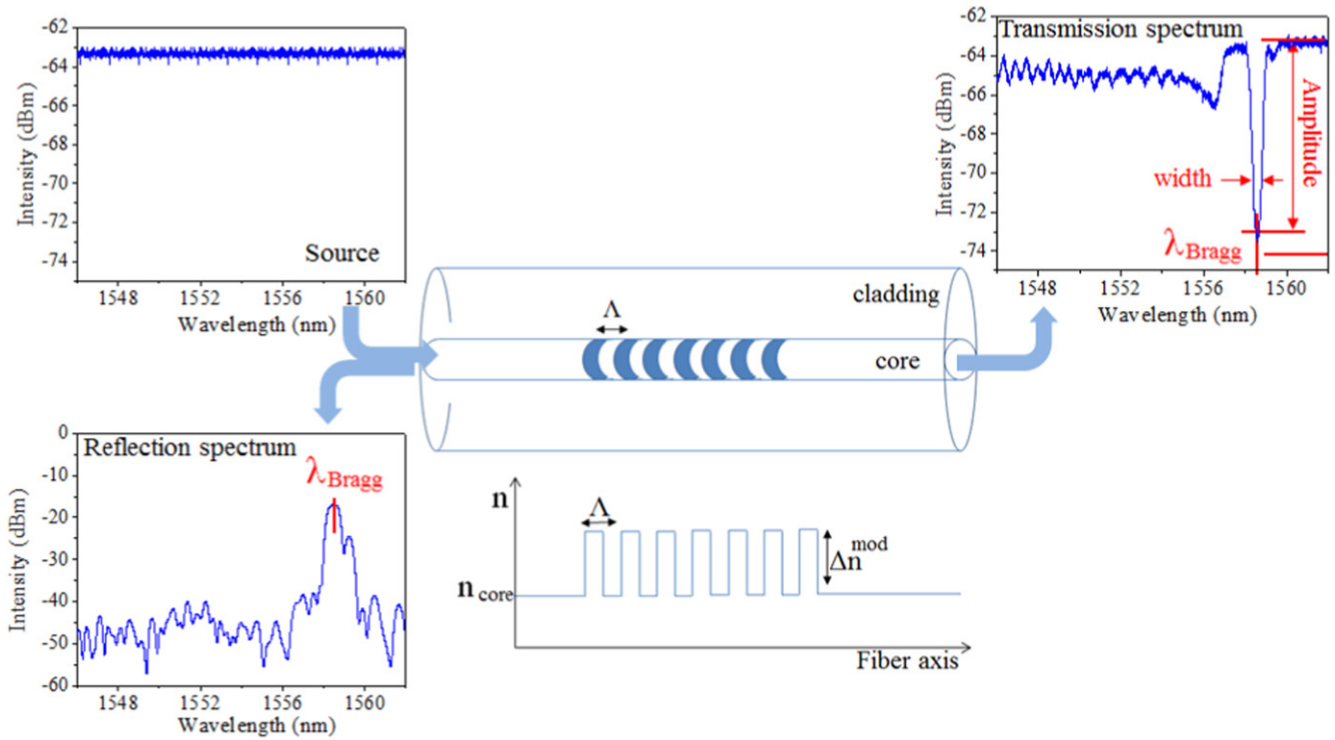 -62
-64
-66
-68
-70
-72
-74
Intensity (dBm)
Source
1548 1552 1556 1560
Wavelength (nm)
-62
-64
-66
-68
-70
-72
-74
Intensity (dBm)
Transmission spectrum
Amplitude
width
λBragg
1548 1552 1556 1560
Wavelength (nm)
cladding
Λ
core
0
-10
-20
-30
-40
-50
-60
Intensity (dBm)
Reflection spectrum
λBragg
1548 1552 1556 1560
Wavelength (nm)
n
Λ
Δn mod
n core
Fiber axis